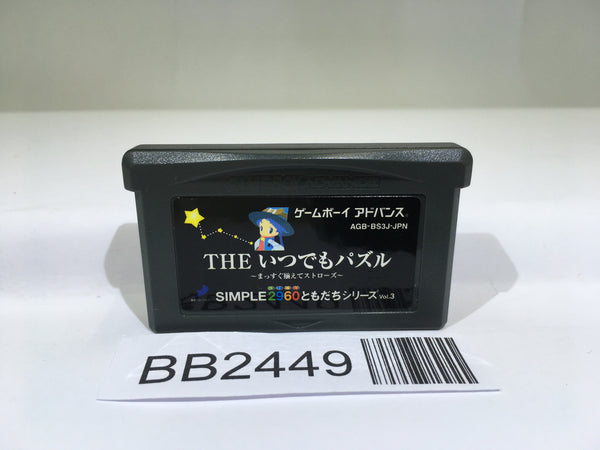 ゲームボーイ アドバンス
AGB-BS3J-JPN
THE いつでもパズル
~まっすぐ揃えてストローズ~
SIMPLE2960ともだちシリーズ Vol.3
BB2449